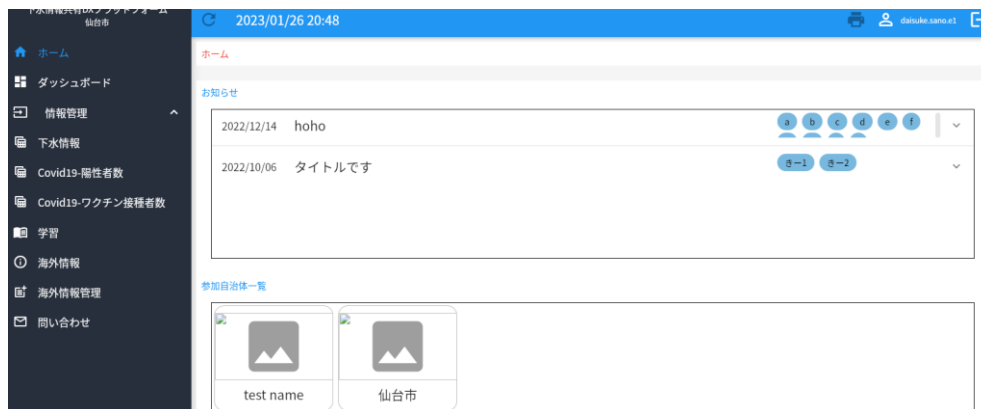 下水情報共有DXプラットフォーム
仙台市
2023/01/26 20:48
daisuke.sano.e1
ホーム
ダッシュボード
情報管理
下水情報
Covid19-陽性者数
Covid19-ワクチン接種者数
学習
海外情報
海外情報管理
問い合わせ
ホーム
お知らせ
2022/12/14 hoho a b c d e f
2022/10/06 タイトルです きー1 きー2
参加自治体一覧
test name
仙台市